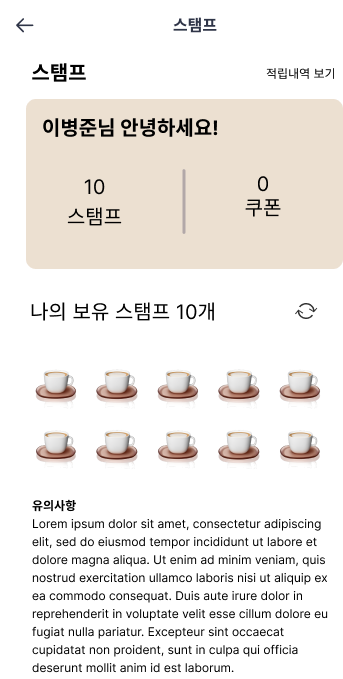 스탬프
스탬프
적립내역 보기
이병준님 안녕하세요!
10
스탬프
0
쿠폰
나의 보유 스탬프 10개
유의사항
Lorem ipsum dolor sit amet, consectetur adipiscing
elit, sed do eiusmod tempor incididunt ut labore et
dolore magna aliqua. Ut enim ad minim veniam, quis
nostrud exercitation ullamco laboris nisi ut aliquip ex
ea commodo consequat. Duis aute irure dolor in
reprehenderit in voluptate velit esse cillum dolore eu
fugiat nulla pariatur. Excepteur sint occaecat
cupidatat non proident, sunt in culpa qui officia
deserunt mollit anim id est laborum.